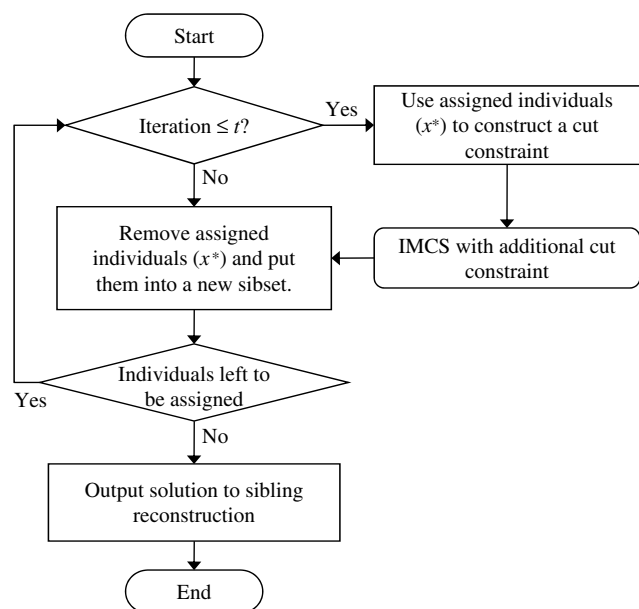 Start
Iteration ≤ t?
Yes
Use assigned individuals
(x*) to construct a cut
constraint
No
Remove assigned
individuals (x*) and put
them into a new sibset.
IMCS with additional cut
constraint
Individuals left to
be assigned
Yes
No
Output solution to sibling
reconstruction
End